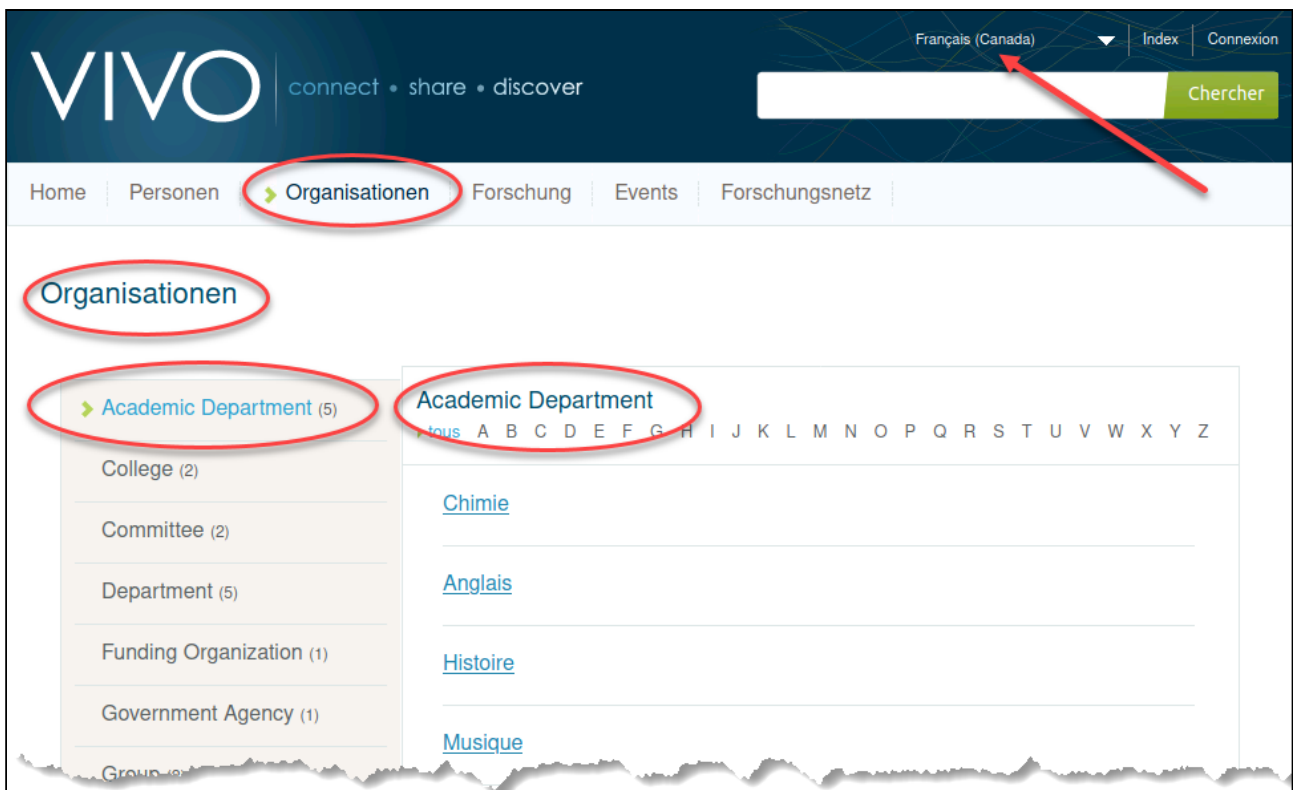 Français (Canada) Index Connexion
VIVO connect • share • discover
Chercher
Home Personen Organisationen Forschung Events Forschungsnetz
Organisationen
Academic Department (5)
College (2)
Committee (2)
Department (5)
Funding Organization (1)
Government Agency (1)
Group
Academic Department
tous A B C D E F G H I J K L M N O P Q R S T U V W X Y Z
Chimie
Anglais
Histoire
Musique